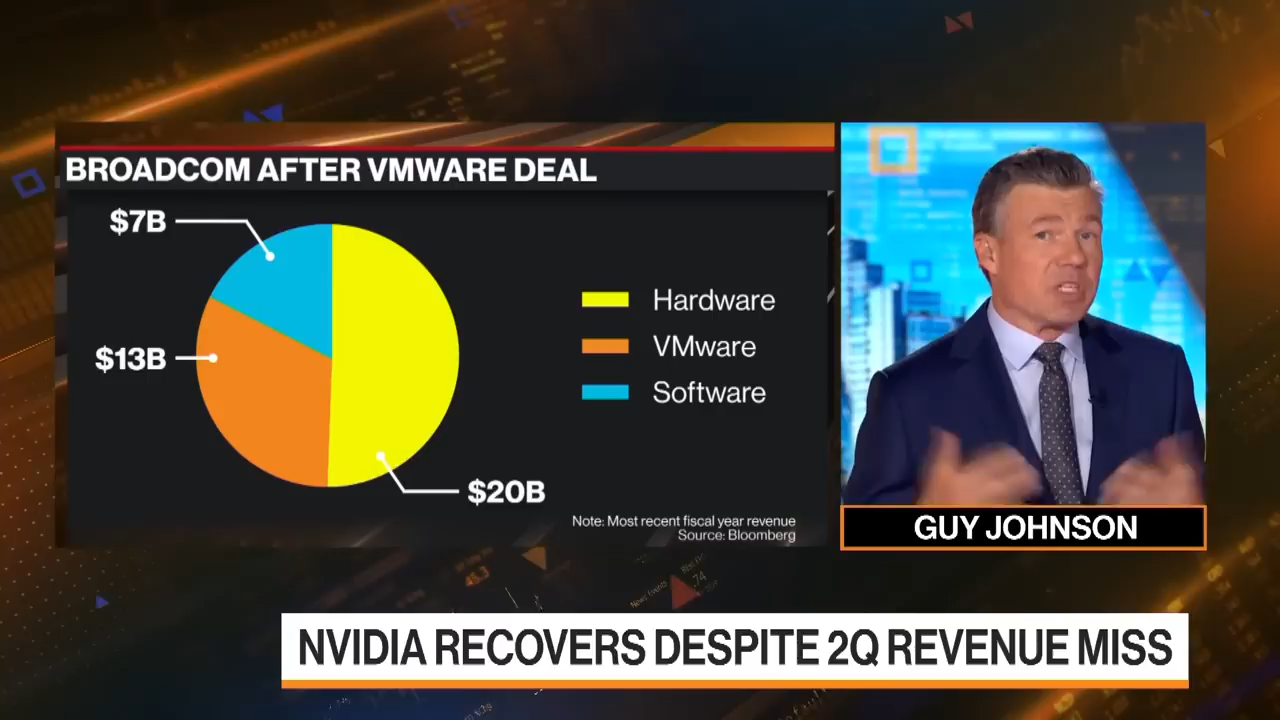 BROADCOM AFTER VMWARE DEAL
$7B
$13B
$20B
Hardware
VMware
Software
Note: Most recent fiscal year revenue
Source: Bloomberg
GUY JOHNSON
NVIDIA RECOVERS DESPITE 2Q REVENUE MISS